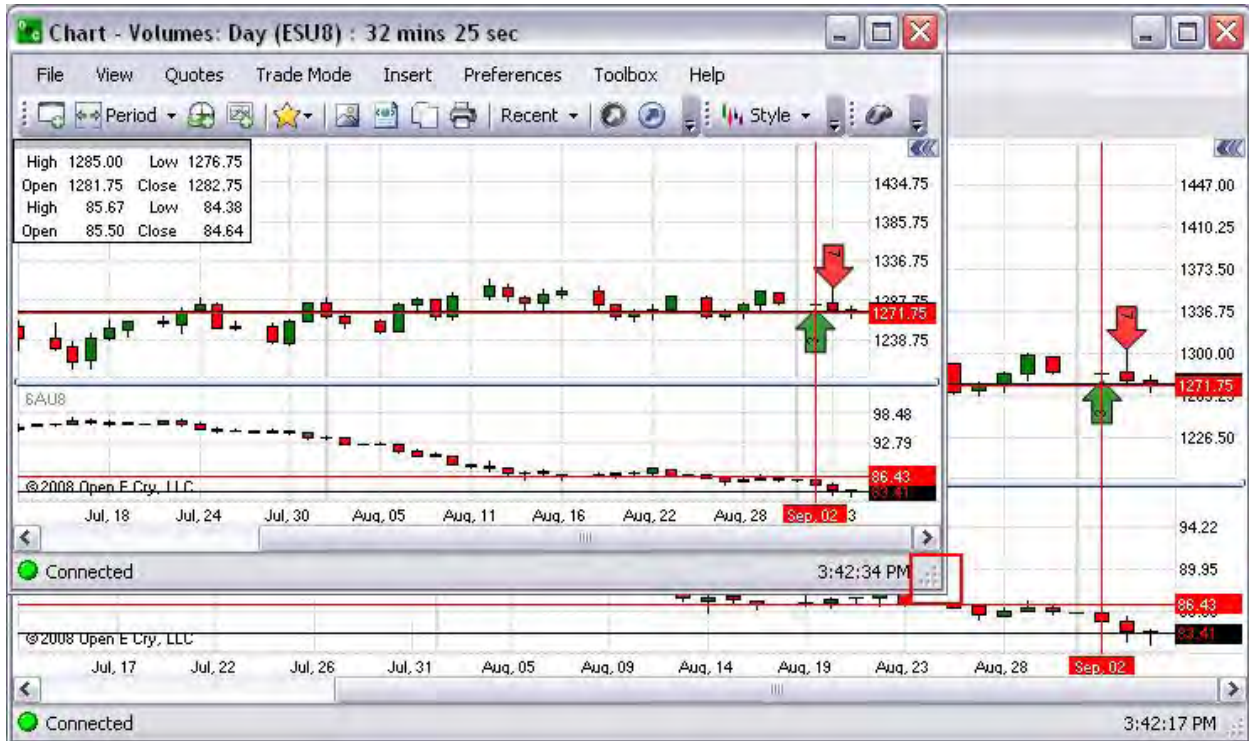 Chart - Volumes: Day (ESU8) : 32 mins 25 sec
File View Quotes Trade Mode Insert Preferences Toolbox Help
Period Recent Style
High 1285.00 Low 1276.75
Open 1281.75 Close 1282.75
High 85.67 Low 84.38
Open 85.50 Close 84.64
1434.75
1385.75
1336.75
1287.75
1271.75
1238.75
7
3
6AU8
98.48
92.79
86.43
83.41
©2008 Open E Cry, LLC
Jul, 18 Jul, 24 Jul, 30 Aug, 05 Aug, 11 Aug, 16 Aug, 22 Aug, 28 Sep, 02 3
Connected 3:42:34 PM
1447.00
1410.25
1373.50
1336.75
1300.00
1271.75
1226.50
7
3
94.22
89.95
86.43
83.41
©2008 Open E Cry, LLC
Jul, 17 Jul, 22 Jul, 26 Jul, 31 Aug, 05 Aug, 09 Aug, 14 Aug, 19 Aug, 23 Aug, 28 Sep, 02
Connected 3:42:17 PM